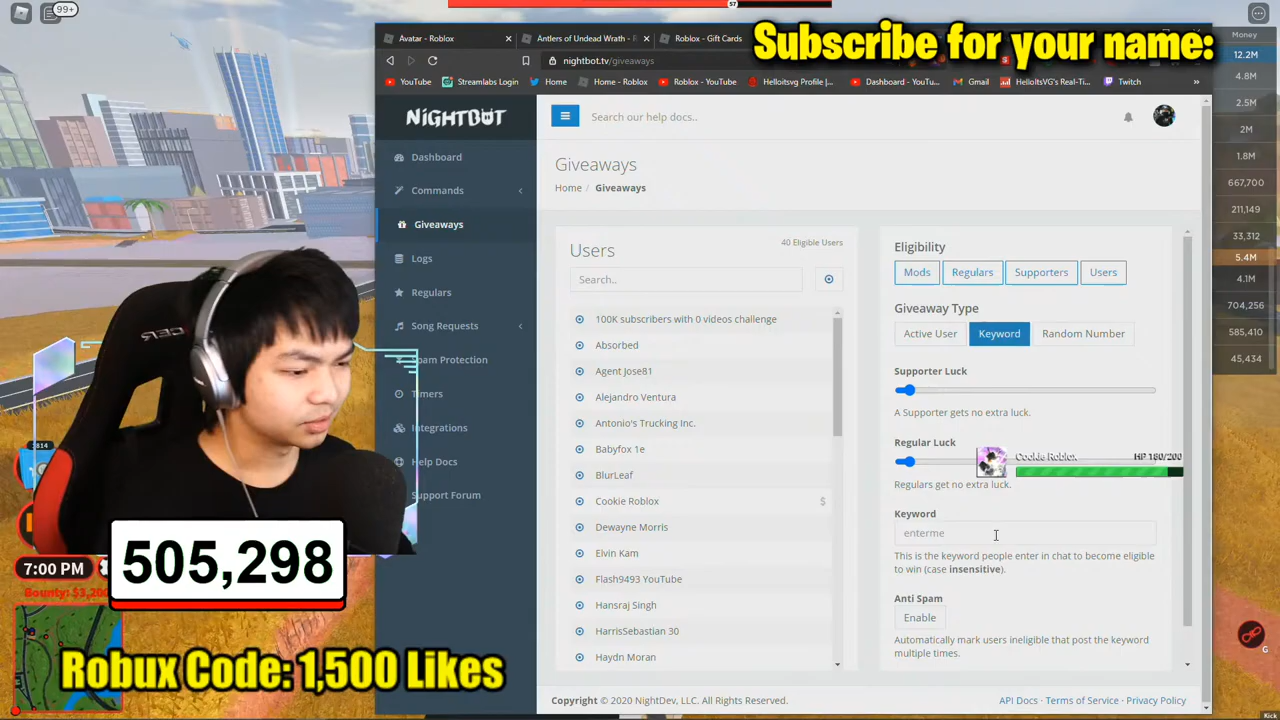 99+
57
Subscribe for your name:
Money
12.2M
4.8M
2.5M
2M
1.8M
667,700
211,149
33,312
5.4M
4.1M
704,256
585,410
45,434
Avatar - Roblox
Antlers of Undead Wrath - R
Roblox - Gift Cards
nightbot.tv/giveaways
YouTube
Streamlabs Login
Home
Home - Roblox
Roblox - YouTube
HelloItsvg Profile |...
Dashboard - YouTu...
Gmail
HelloItsVG's Real-Ti...
Twitch
NiGHTBOT
Search our help docs..
Dashboard
Commands
Giveaways
Logs
Regulars
Song Requests
Spam Protection
Timers
Integrations
Help Docs
Support Forum
Giveaways
Home / Giveaways
Users
40 Eligible Users
Search..
100K subscribers with 0 videos challenge
Absorbed
Agent Jose81
Alejandro Ventura
Antonio's Trucking Inc.
Babyfox 1e
BlurLeaf
Cookie Roblox $
Dewayne Morris
Elvin Kam
Flash9493 YouTube
Hansraj Singh
HarrisSebastian 30
Haydn Moran
Eligibility
Mods
Regulars
Supporters
Users
Giveaway Type
Active User
Keyword
Random Number
Supporter Luck
A Supporter gets no extra luck.
Regular Luck
Cookie Roblox
HP 180/200
Regulars get no extra luck.
Keyword
enterme
This is the keyword people enter in chat to become eligible
to win (case insensitive).
Anti Spam
Enable
Automatically mark users ineligible that post the keyword
multiple times.
Copyright © 2020 NightDev, LLC. All Rights Reserved.
API Docs · Terms of Service · Privacy Policy
3814
505,298
7:00 PM
Robux Code: 1,500 Likes
G
Kick